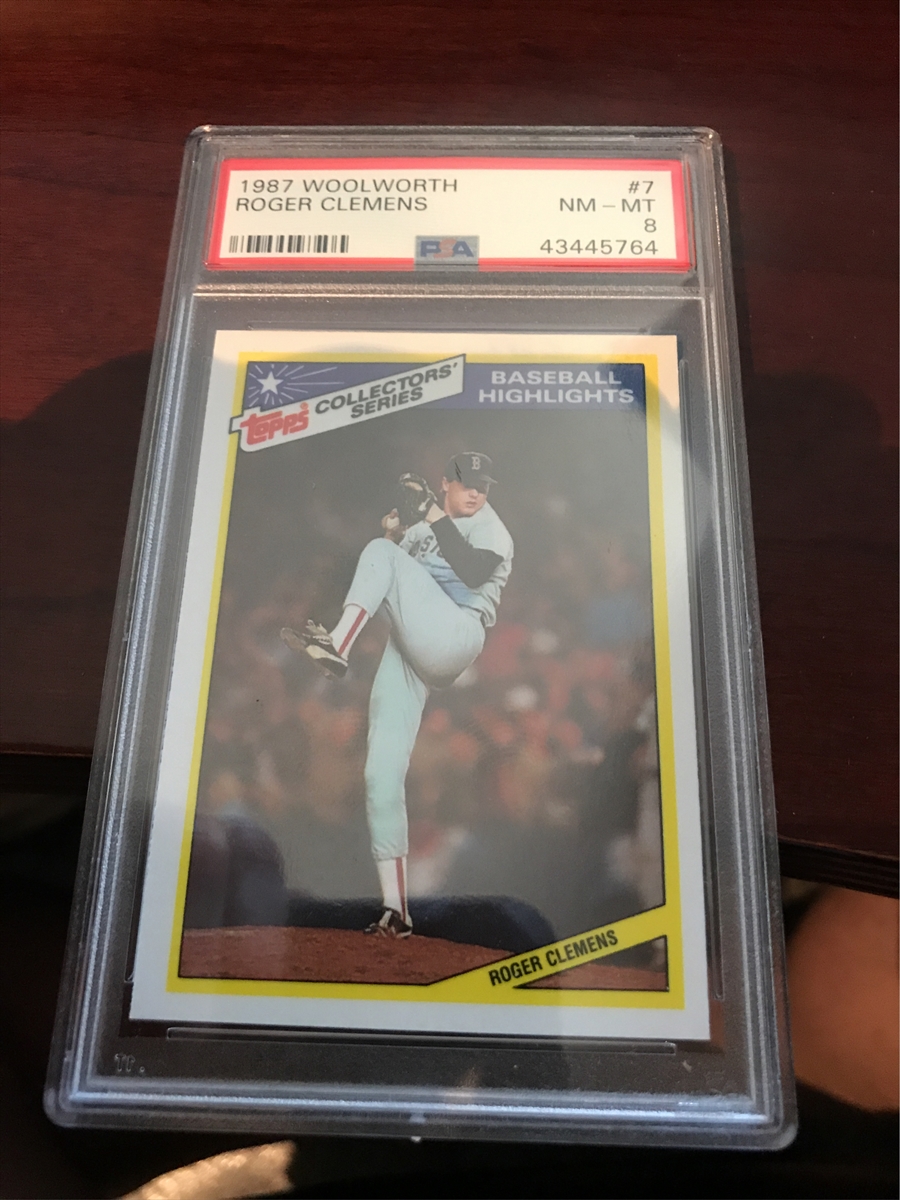 1987 WOOLWORTH #7
ROGER CLEMENS NM - MT
8
PSA 43445764
BASEBALL
HIGHLIGHTS
COLLECTORS'
SERIES
topps
B
ROGER CLEMENS